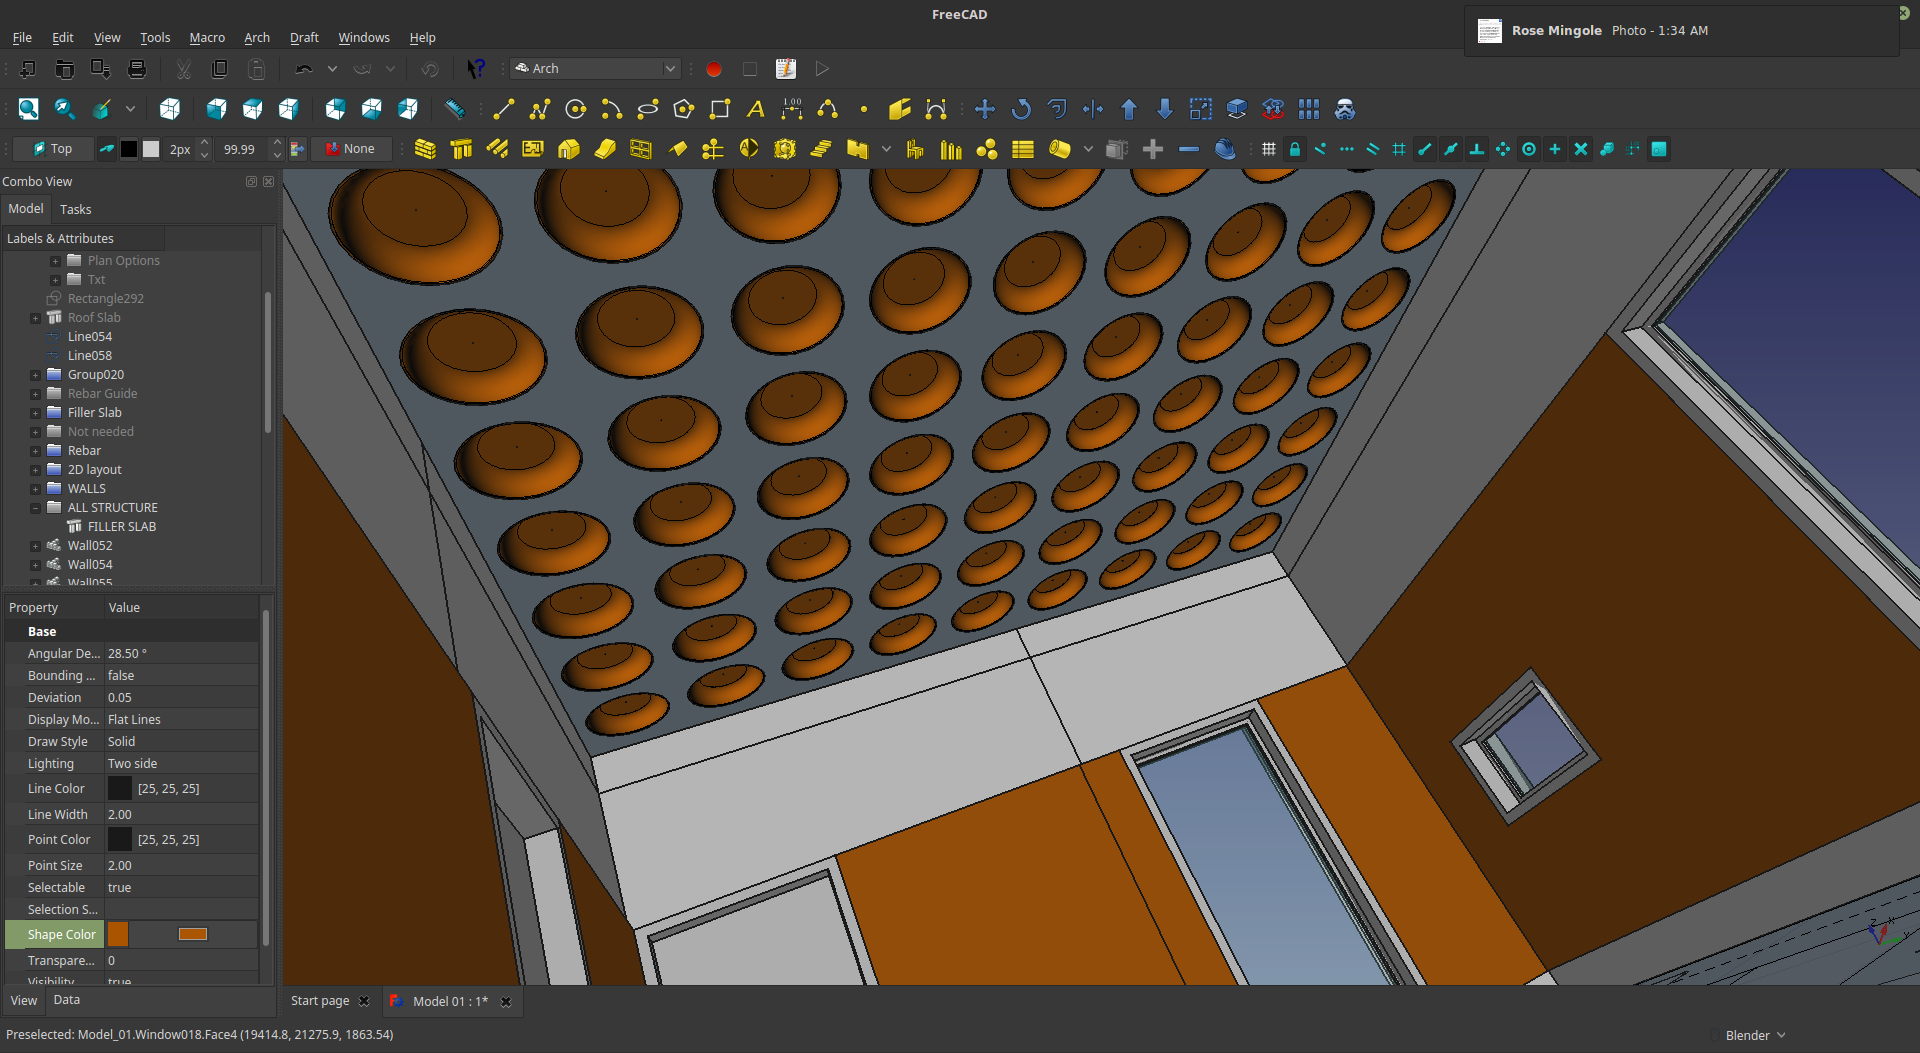 FreeCAD
Rose Mingole Photo - 1:34 AM
File Edit View Tools Macro Arch Draft Windows Help
Arch
A 1.00
Top 2px 99.99 None
Combo View
Model Tasks
Labels & Attributes
Plan Options
Txt
Rectangle292
Roof Slab
Line054
Line058
Group020
Rebar Guide
Filler Slab
Not needed
Rebar
2D layout
WALLS
ALL STRUCTURE
FILLER SLAB
Wall052
Wall054
Wall055
Property Value
Base
Angular De... 28.50 °
Bounding ... false
Deviation 0.05
Display Mo... Flat Lines
Draw Style Solid
Lighting Two side
Line Color [25, 25, 25]
Line Width 2.00
Point Color [25, 25, 25]
Point Size 2.00
Selectable true
Selection S...
Shape Color
Transpare... 0
Visibility true
View Data
Start page Model 01 : 1*
Z X Y
Preselected: Model_01.Window018.Face4 (19414.8, 21275.9, 1863.54)
Blender